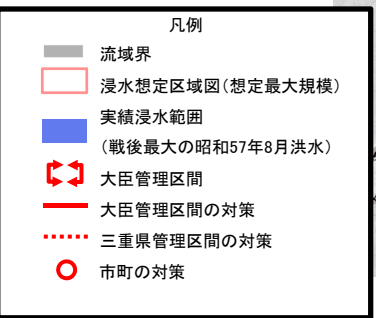 凡例
流域界
浸水想定区域図（想定最大規模）
実績浸水範囲
（戦後最大の昭和57年8月洪水）
大臣管理区間
大臣管理区間の対策
三重県管理区間の対策
市町の対策